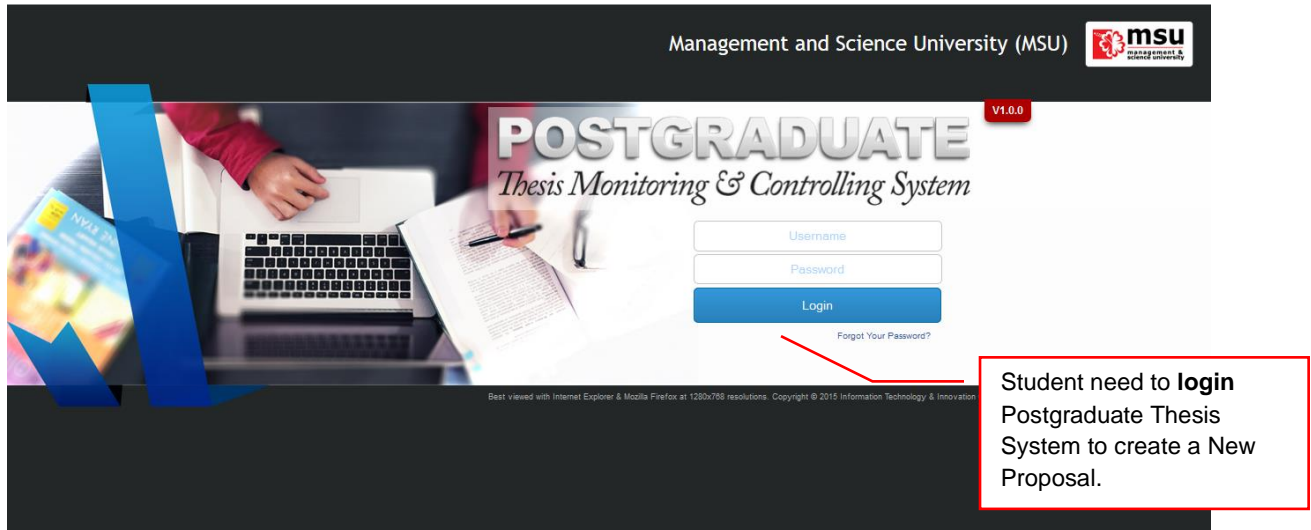 Management and Science University (MSU)
msu
management &
science university
V1.0.0
POSTGRADUATE
Thesis Monitoring & Controlling System
Username
Password
Login
Forgot Your Password?
Best viewed with Internet Explorer & Mozilla Firefox at 1280x768 resolutions. Copyright © 2015 Information Technology & Innovation
Student need to login
Postgraduate Thesis
System to create a New
Proposal.